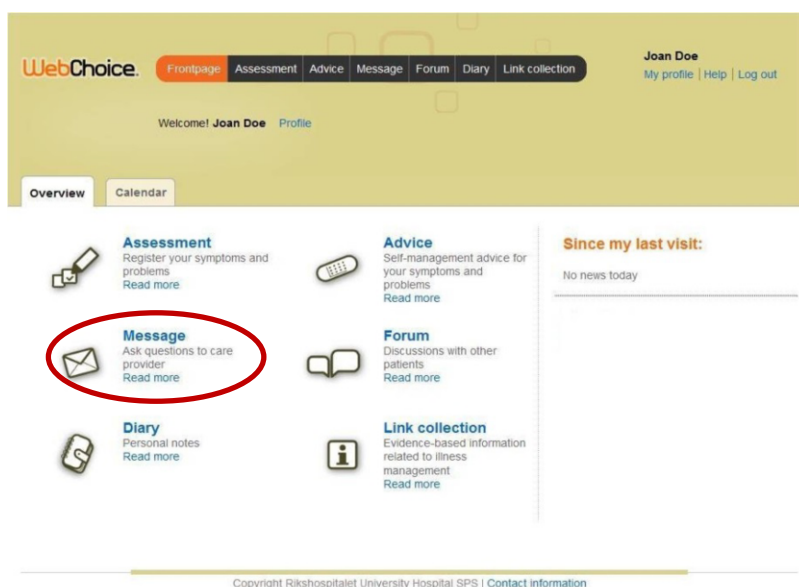 WebChoice.
Frontpage Assessment Advice Message Forum Diary Link collection
Joan Doe
My profile | Help | Log out
Welcome! Joan Doe Profile
Overview Calendar
Assessment
Register your symptoms and
problems
Read more
Advice
Self-management advice for
your symptoms and
problems
Read more
Since my last visit:
No news today
Message
Ask questions to care
provider
Read more
Forum
Discussions with other
patients
Read more
Diary
Personal notes
Read more
Link collection
Evidence-based information
related to illness
management
Read more
Copyright Rikshospitalet University Hospital SPS | Contact information